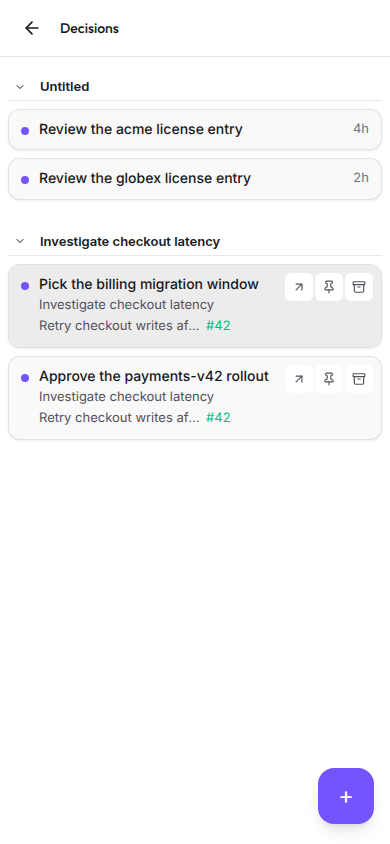 Decisions
Untitled
Review the acme license entry 4h
Review the globex license entry 2h
Investigate checkout latency
Pick the billing migration window
Investigate checkout latency
Retry checkout writes af... #42
Approve the payments-v42 rollout
Investigate checkout latency
Retry checkout writes af... #42